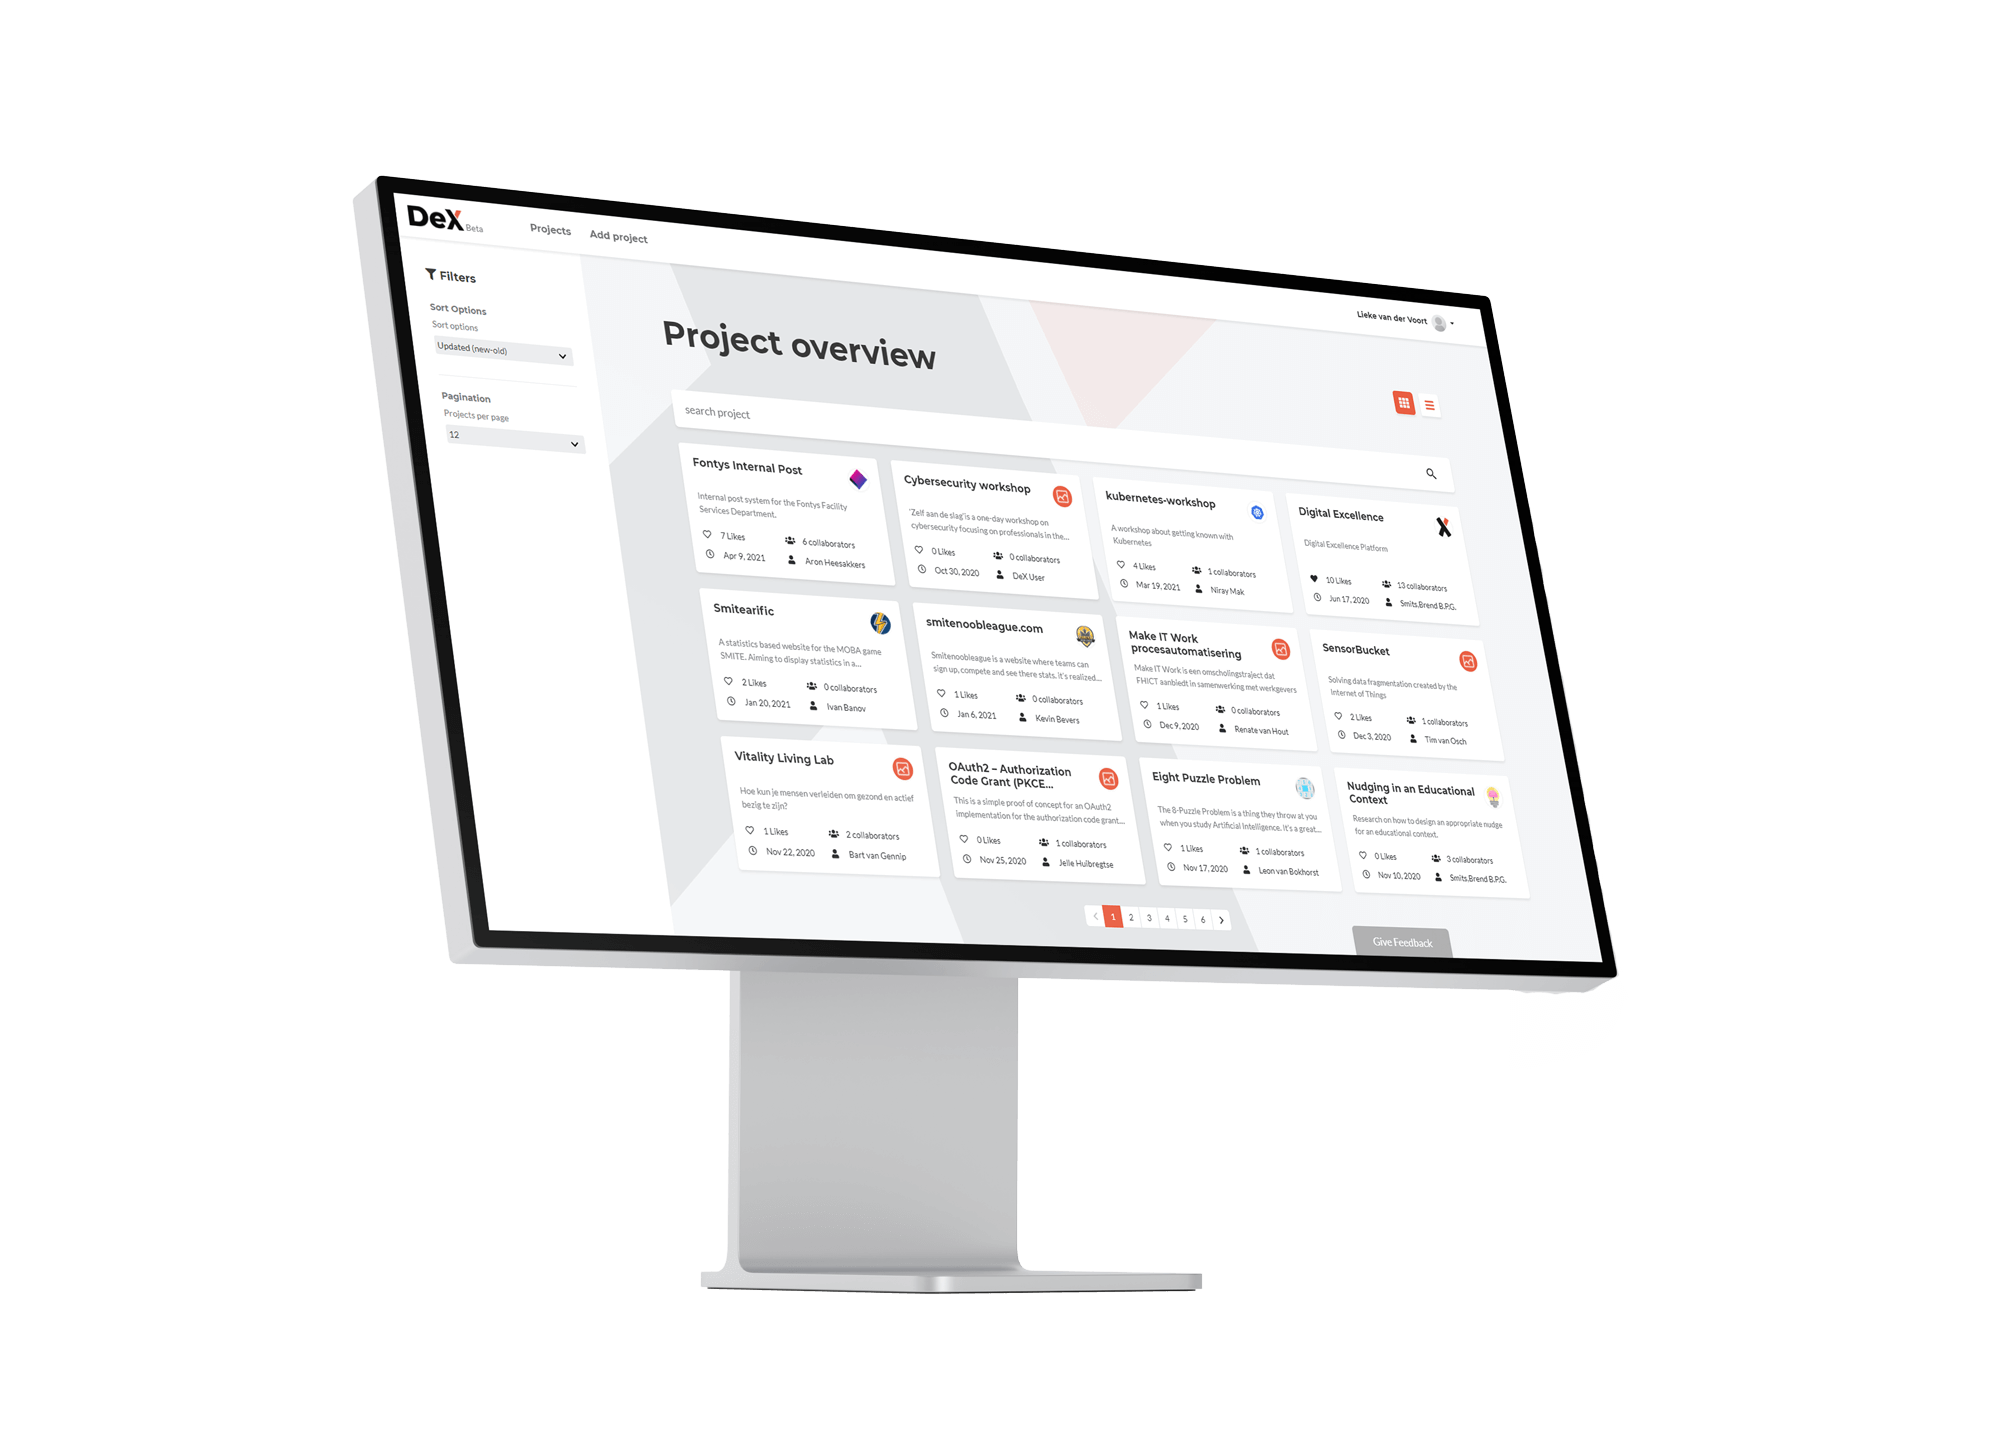 DeX Beta
Projects
Add project
Lieke van der Voort
Filters
Sort Options
Sort options
Updated (new-old)
Pagination
Projects per page
12
Project overview
search project
Fontys Internal Post
Internal post system for the Fontys Facility
Services Department.
7 Likes
6 collaborators
Apr 9, 2021
Aron Heesakkers
Cybersecurity workshop
'Zelf aan de slag' is a one-day workshop on
cybersecurity focusing on professionals in the...
0 Likes
0 collaborators
Oct 30, 2020
DeX User
kubernetes-workshop
A workshop about getting known with
Kubernetes
4 Likes
1 collaborators
Mar 19, 2021
Niray Mak
Digital Excellence
Digital Excellence Platform
10 Likes
13 collaborators
Jun 17, 2020
Smits,Brend B.P.G.
Smitearific
A statistics based website for the MOBA game
SMITE. Aiming to display statistics in a...
2 Likes
0 collaborators
Jan 20, 2021
Ivan Banov
smitenoobleague.com
Smitenoobleague is a website where teams can
sign up, compete and see there stats. it's realized...
1 Likes
0 collaborators
Jan 6, 2021
Kevin Bevers
Make IT Work
procesautomatisering
Make IT Work is een omscholingstraject dat
FHICT aanbiedt in samenwerking met werkgevers
1 Likes
0 collaborators
Dec 9, 2020
Renate van Hout
SensorBucket
Solving data fragmentation created by the
Internet of Things
2 Likes
1 collaborators
Dec 3, 2020
Tim van Osch
Vitality Living Lab
Hoe kun je mensen verleiden om gezond en actief
bezig te zijn?
1 Likes
2 collaborators
Nov 22, 2020
Bart van Gennip
OAuth2 – Authorization
Code Grant (PKCE...
This is a simple proof of concept for an OAuth2
implementation for the authorization code grant...
0 Likes
1 collaborators
Nov 25, 2020
Jelle Huibregtse
Eight Puzzle Problem
The 8-Puzzle Problem is a thing they throw at you
when you study Artificial Intelligence. It's a great...
1 Likes
1 collaborators
Nov 17, 2020
Leon van Bokhorst
Nudging in an Educational
Context
Research on how to design an appropriate nudge
for an educational context.
0 Likes
3 collaborators
Nov 10, 2020
Smits,Brend B.P.G.
1 2 3 4 5 6
Give Feedback